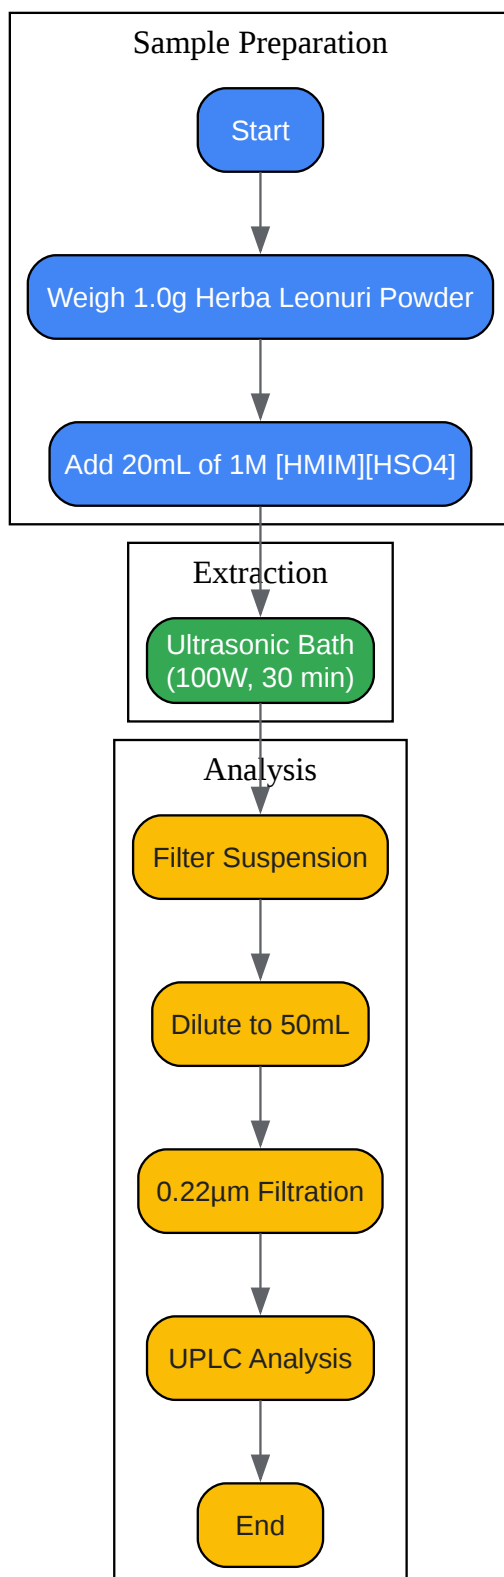 Sample Preparation
Start
Weigh 1.0g Herba Leonuri Powder
Add 20mL of 1M [HMIM][HSO4]
Extraction
Ultrasonic Bath
(100W, 30 min)
Analysis
Filter Suspension
Dilute to 50mL
0.22µm Filtration
UPLC Analysis
End